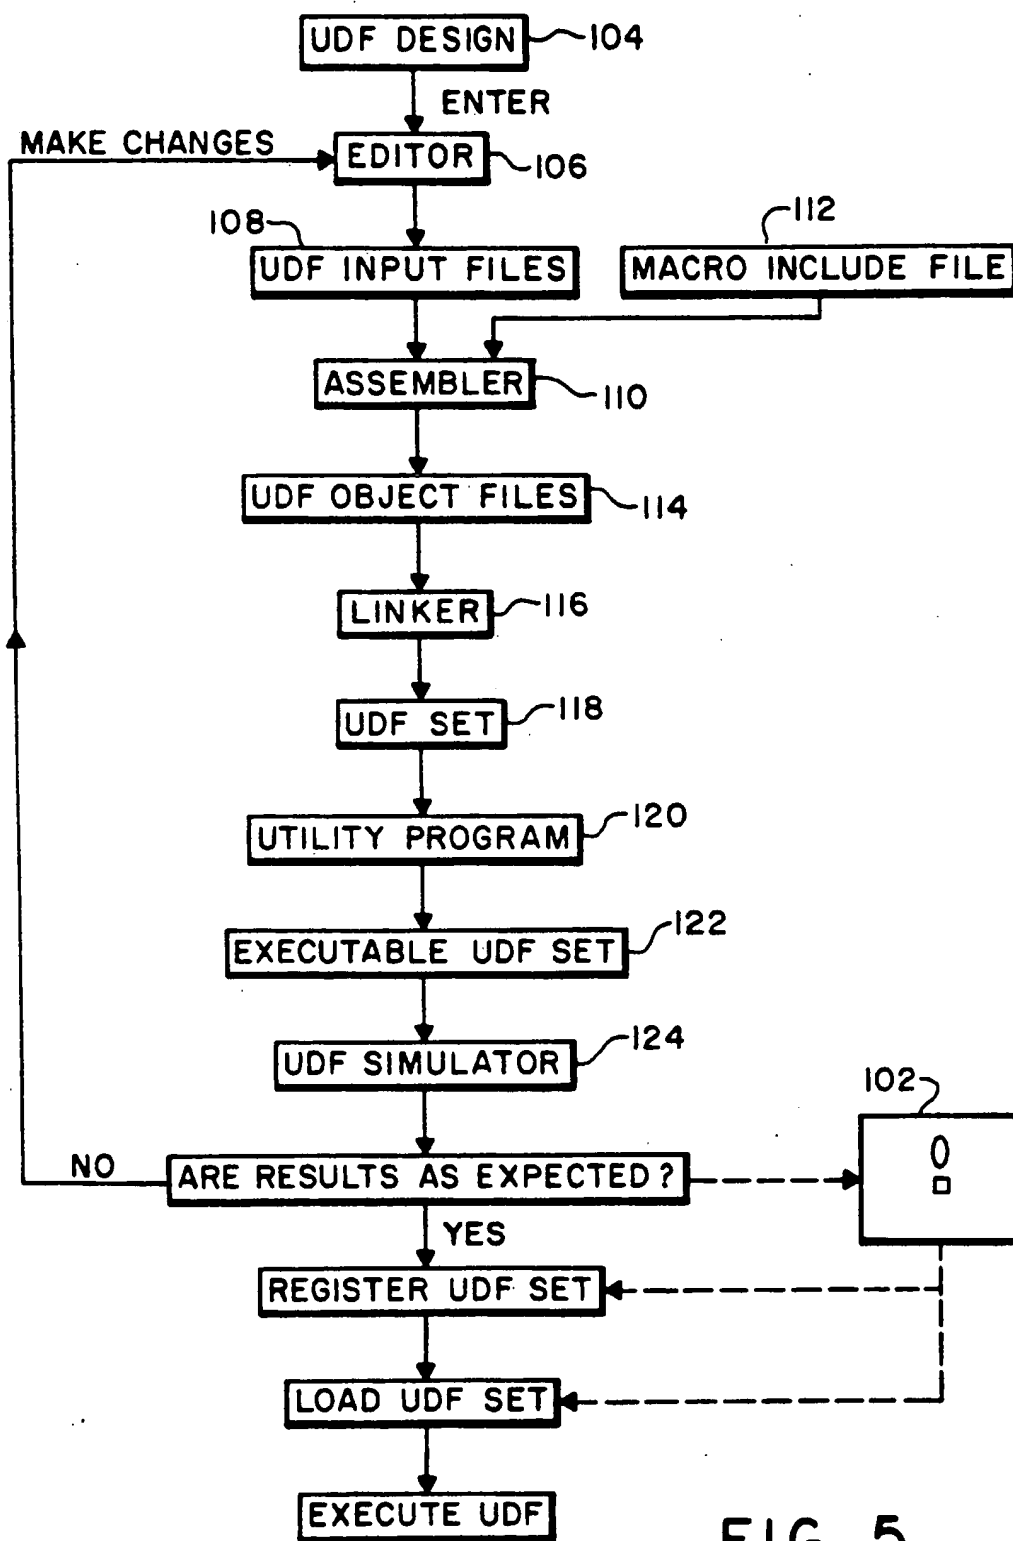 UDF DESIGN
104
ENTER
MAKE CHANGES
EDITOR
106
108
112
UDF INPUT FILES
MACRO INCLUDE FILE
ASSEMBLER
110
UDF OBJECT FILES
114
LINKER
116
UDF SET
118
UTILITY PROGRAM
120
EXECUTABLE UDF SET
122
UDF SIMULATOR
124
102
NO
ARE RESULTS AS EXPECTED?
YES
REGISTER UDF SET
LOAD UDF SET
EXECUTE UDF
FIG. 5